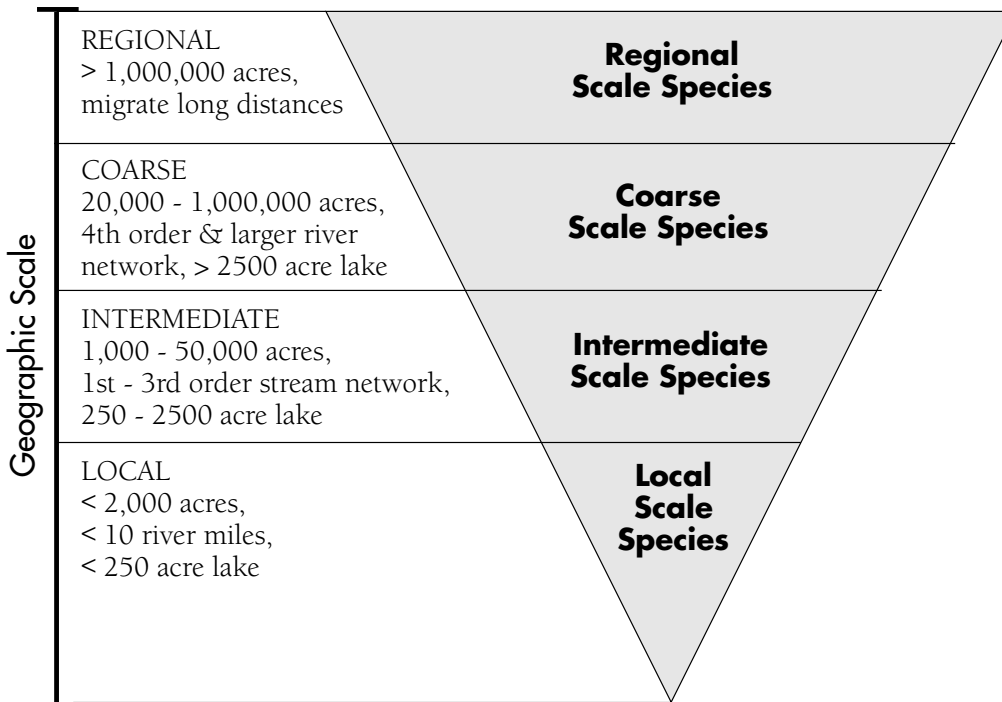 Geographic Scale
REGIONAL
> 1,000,000 acres,
migrate long distances
Regional
Scale Species
COARSE
20,000 - 1,000,000 acres,
4th order & larger river
network, > 2500 acre lake
Coarse
Scale Species
INTERMEDIATE
1,000 - 50,000 acres,
1st - 3rd order stream network,
250 - 2500 acre lake
Intermediate
Scale Species
LOCAL
< 2,000 acres,
< 10 river miles,
< 250 acre lake
Local
Scale
Species